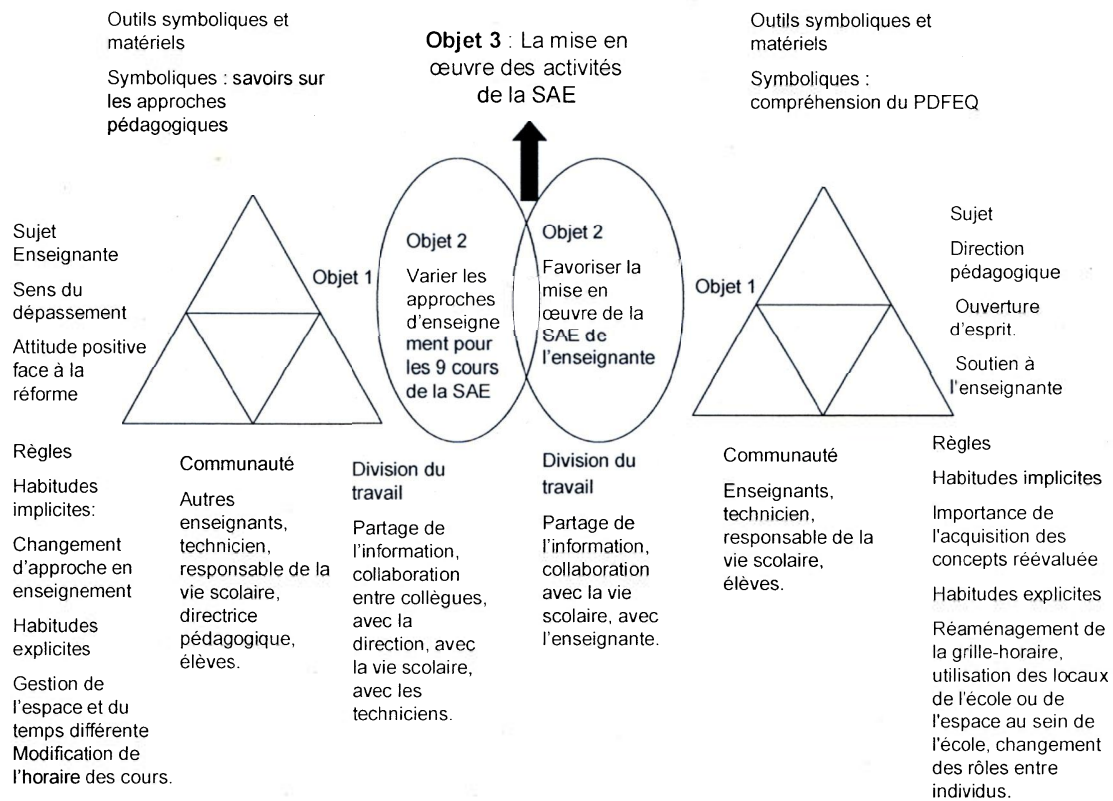 Outils symboliques et
matériels
Symboliques : savoirs sur
les approches
pédagogiques
Objet 3 : La mise en
œuvre des activités
de la SAE
Outils symboliques et
matériels
Symboliques :
compréhension du PDFEQ
Sujet
Enseignante
Sens du
dépassement
Attitude positive
face à la
réforme
Objet 1
Objet 2
Varier les
approches
d'enseigne
ment pour
les 9 cours
de la SAE
Objet 2
Favoriser la
mise en
œuvre de la
SAE de
l'enseignante
Objet 1
Sujet
Direction
pédagogique
Ouverture
d'esprit.
Soutien à
l'enseignante
Règles
Habitudes
implicites:
Changement
d'approche en
enseignement
Habitudes
explicites
Gestion de
l'espace et du
temps différente
Modification de
l'horaire des cours.
Communauté
Autres
enseignants,
technicien,
responsable de la
vie scolaire,
directrice
pédagogique,
élèves.
Division du
travail
Partage de
l'information,
collaboration
entre collègues,
avec la
direction, avec
la vie scolaire,
avec les
techniciens.
Division du
travail
Partage de
l'information,
collaboration
avec la vie
scolaire, avec
l'enseignante.
Communauté
Enseignants,
technicien,
responsable de la
vie scolaire,
élèves.
Règles
Habitudes implicites
Importance de
l'acquisition des
concepts réévaluée
Habitudes explicites
Réaménagement de
la grille-horaire,
utilisation des locaux
de l'école ou de
l'espace au sein de
l'école, changement
des rôles entre
individus.